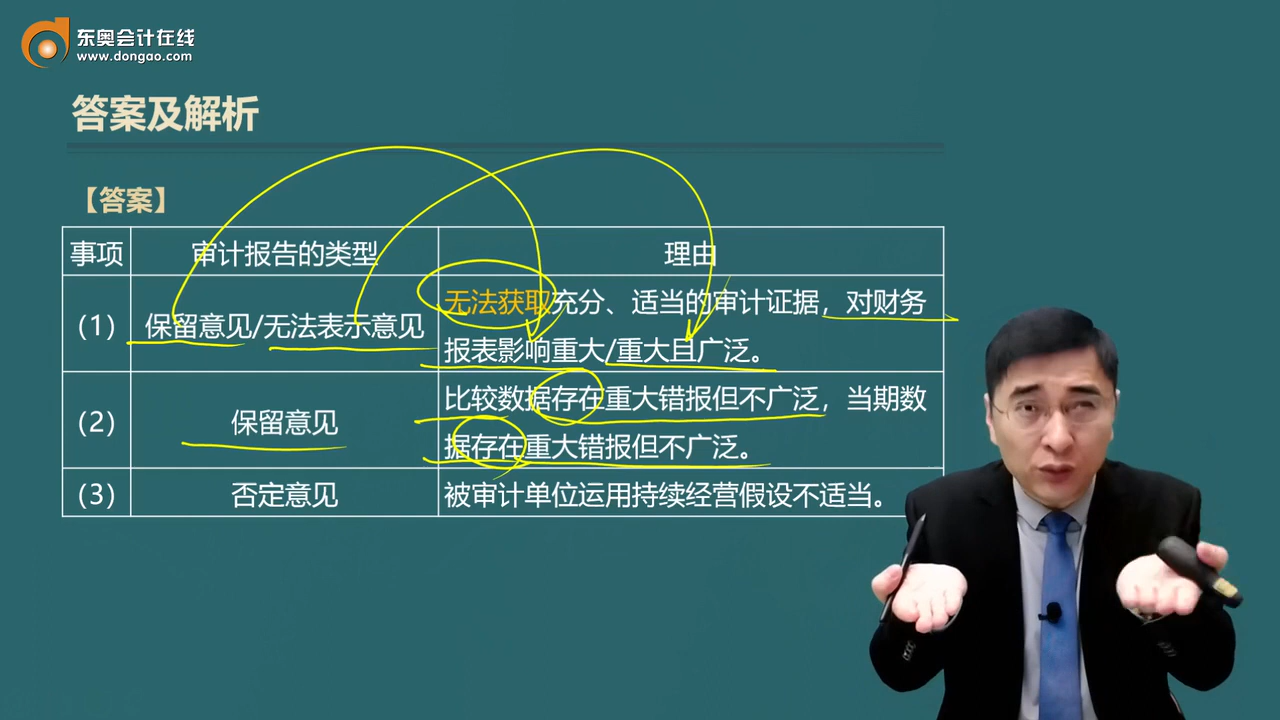 东奥会计在线
www.dongao.com
答案及解析
【答案】
事项 审计报告的类型 理由
（1） 保留意见/无法表示意见 无法获取充分、适当的审计证据，对财务
报表影响重大/重大且广泛。
（2） 保留意见 比较数据存在重大错报但不广泛，当期数
据存在重大错报但不广泛。
（3） 否定意见 被审计单位运用持续经营假设不适当。